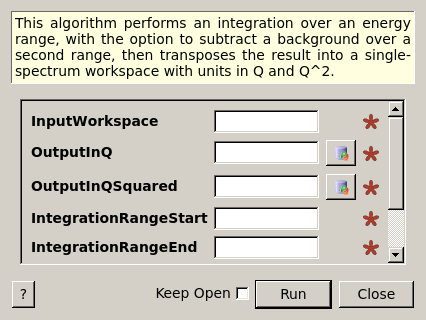 This algorithm performs an integration over an energy
range, with the option to subtract a background over a
second range, then transposes the result into a single-
spectrum workspace with units in Q and Q^2.
InputWorkspace
OutputInQ
OutputInQSquared
IntegrationRangeStart
IntegrationRangeEnd
? Keep Open Run Close